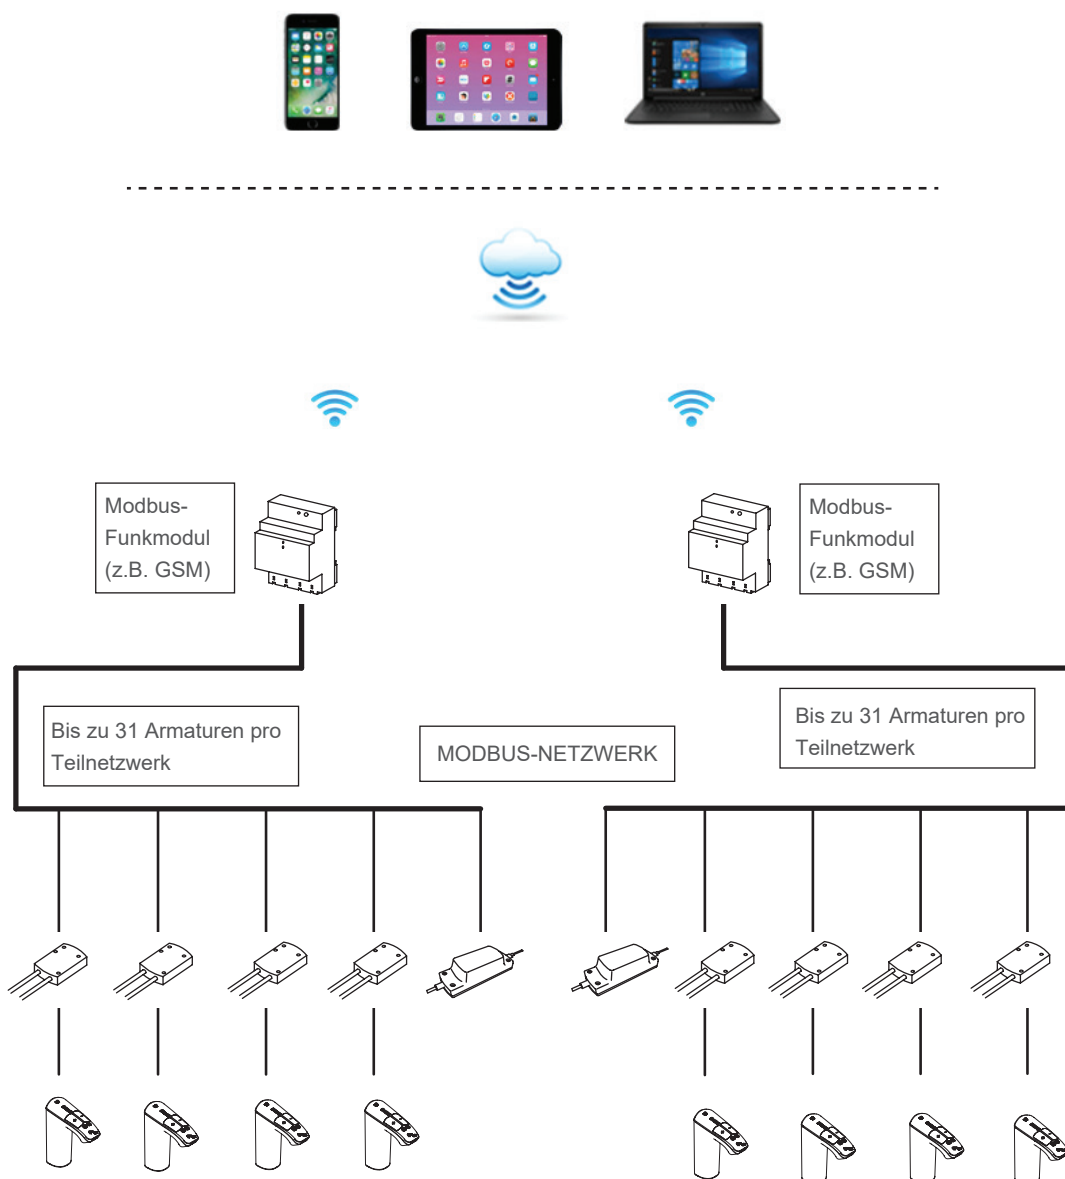 Modbus-
Funkmodul
(z.B. GSM)
Modbus-
Funkmodul
(z.B. GSM)
Bis zu 31 Armaturen pro
Teilnetzwerk
MODBUS-NETZWERK
Bis zu 31 Armaturen pro
Teilnetzwerk